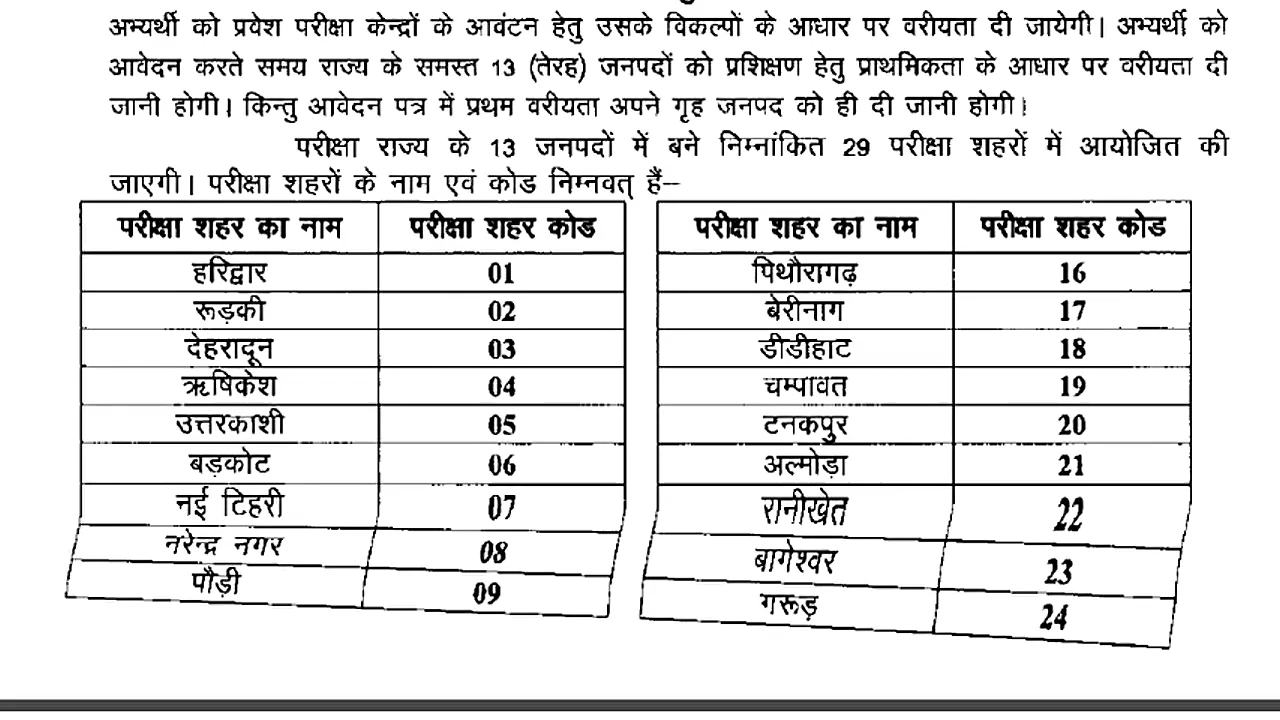 अभ्यर्थी को प्रवेश परीक्षा केन्द्रों के आवंटन हेतु उसके विकल्पों के आधार पर वरीयता दी जायेगी। अभ्यर्थी को
आवेदन करते समय राज्य के समस्त 13 (तेरह) जनपदों को प्रशिक्षण हेतु प्राथमिकता के आधार पर वरीयता दी
जानी होगी। किन्तु आवेदन पत्र में प्रथम वरीयता अपने गृह जनपद को ही दी जानी होगी।
परीक्षा राज्य के 13 जनपदों में बने निम्नांकित 29 परीक्षा शहरों में आयोजित की
जाएगी। परीक्षा शहरों के नाम एवं कोड निम्नवत् हैं–
परीक्षा शहर का नाम परीक्षा शहर कोड परीक्षा शहर का नाम परीक्षा शहर कोड
हरिद्वार 01 पिथौरागढ़ 16
रूड़की 02 बेरीनाग 17
देहरादून 03 डीडीहाट 18
ऋषिकेश 04 चम्पावत 19
उत्तरकाशी 05 टनकपुर 20
बड़कोट 06 अल्मोड़ा 21
नई टिहरी 07 रानीखेत 22
नरेन्द्र नगर 08 बागेश्वर 23
पौड़ी 09 गरूड़ 24